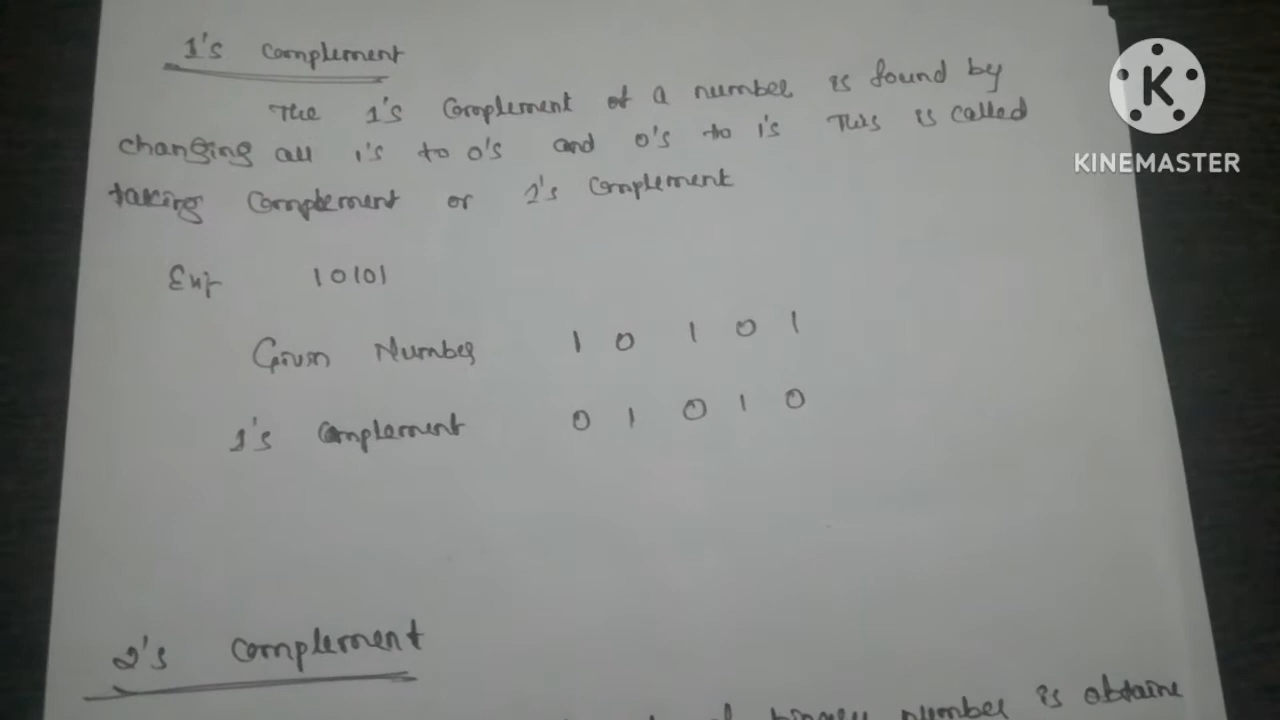 1's complement
The 1's complement of a number is found by
changing all 1's to 0's and 0's to 1's This is called
taking complement or 1's complement
10101
Given Number 1 0 1 0 1
1's complement 0 1 0 1 0
2's complement
binary number is obtaine
KINEMASTER